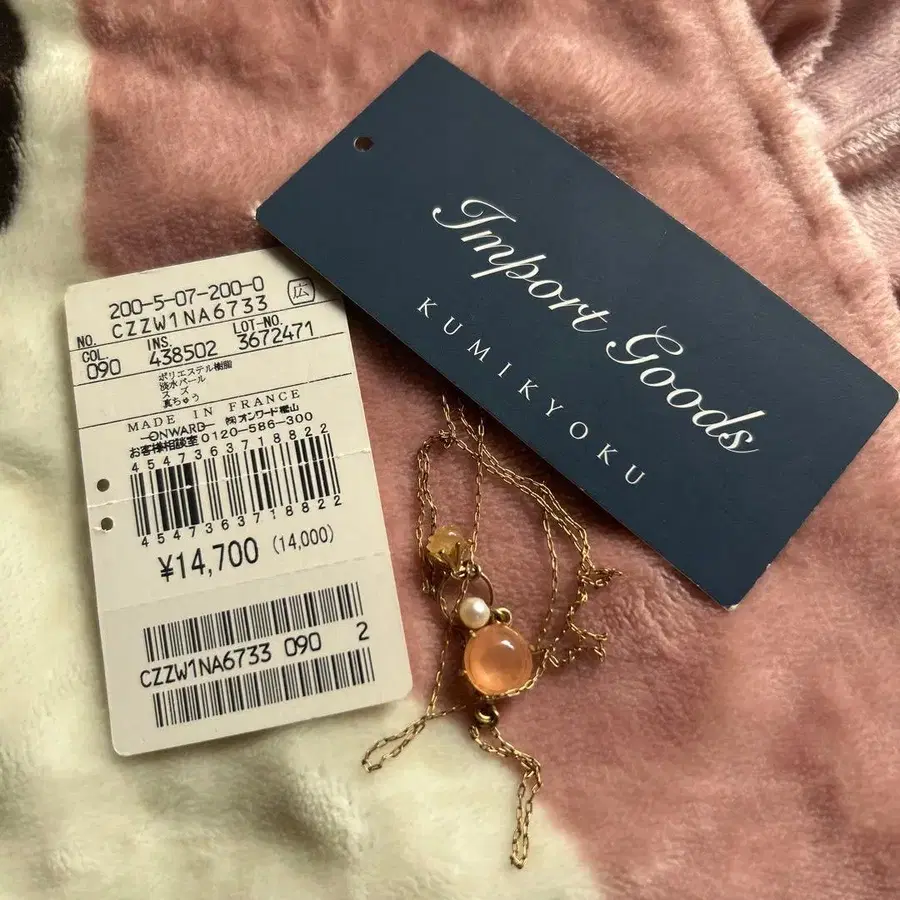 Import Goods
KUMIKYOKU
200-5-07-200-0 広
NO. CZZW1NA6733
COL. INS. LOT-NO.
090 438502 3672471
ポリエステル樹脂
淡水パール
スズ
真ちゅう
MADE IN FRANCE
ONWARD ㈱オンワード樫山
お客様相談室 0120-586-300
4547363718822
4547363718822
¥14,700 (14,000)
CZZW1NA6733 090 2